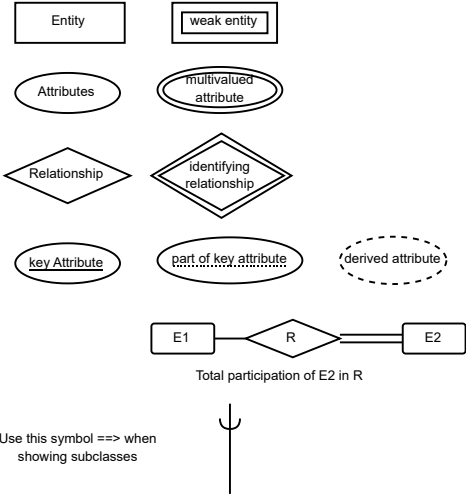 Entity
weak entity
Attributes
multivalued
attribute
Relationship
identifying
relationship
key Attribute
part of key attribute
derived attribute
E1
R
E2
Total participation of E2 in R
Use this symbol ==> when
showing subclasses